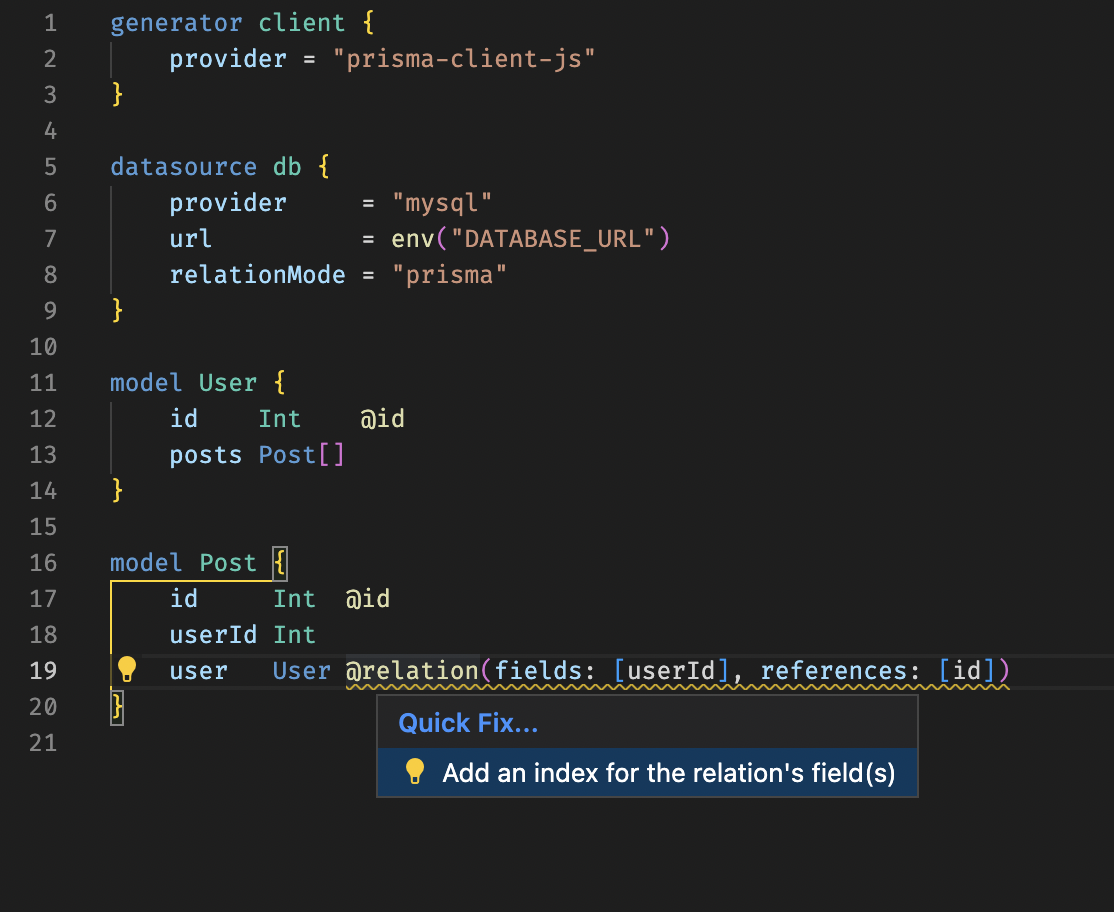 1 generator client {
2     provider = "prisma-client-js"
3 }
4
5 datasource db {
6     provider     = "mysql"
7     url          = env("DATABASE_URL")
8     relationMode = "prisma"
9 }
10
11 model User {
12     id    Int    @id
13     posts Post[]
14 }
15
16 model Post {
17     id     Int  @id
18     userId Int
19     user   User @relation(fields: [userId], references: [id])
20 }
Quick Fix...
21
Add an index for the relation's field(s)